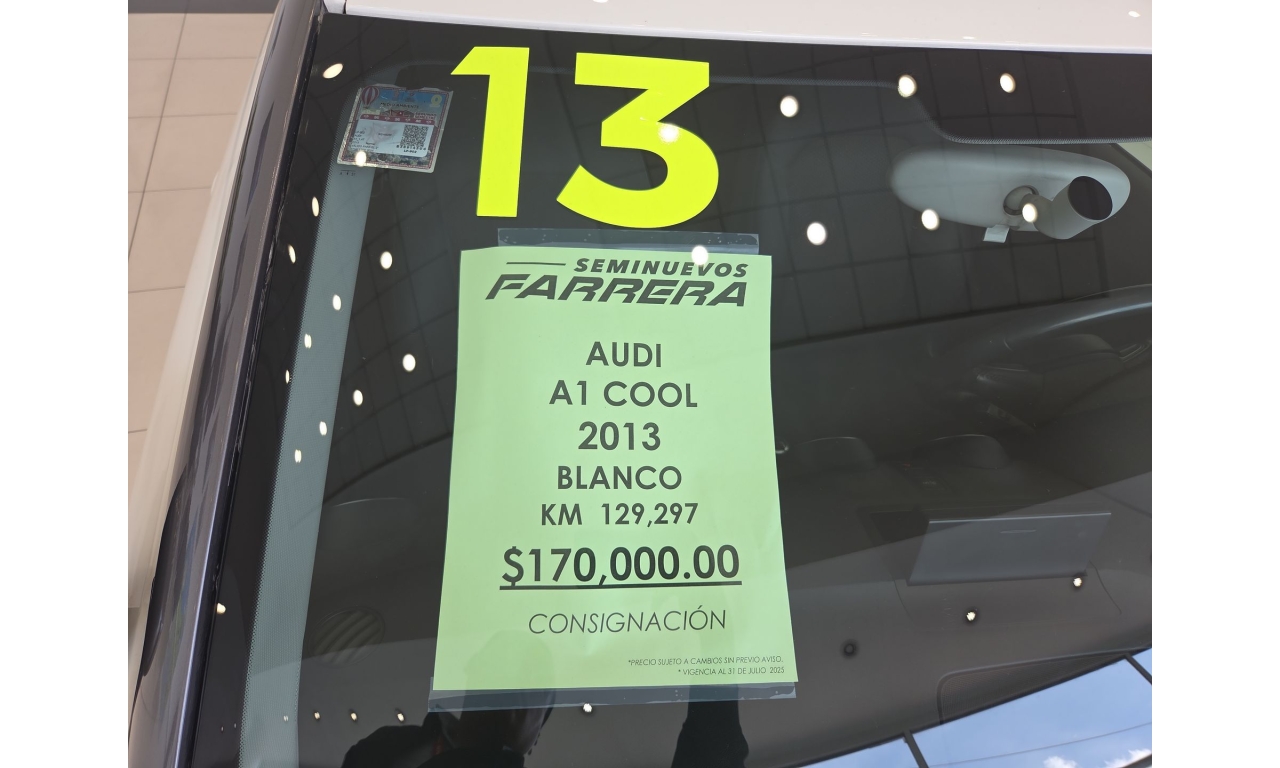 13
SEMINUEVOS
FARRERA
AUDI
A1 COOL
2013
BLANCO
KM 129,297
$170,000.00
CONSIGNACIÓN
*PRECIO SUJETO A CAMBIOS SIN PREVIO AVISO.
* VIGENCIA AL 31 DE JULIO 2025